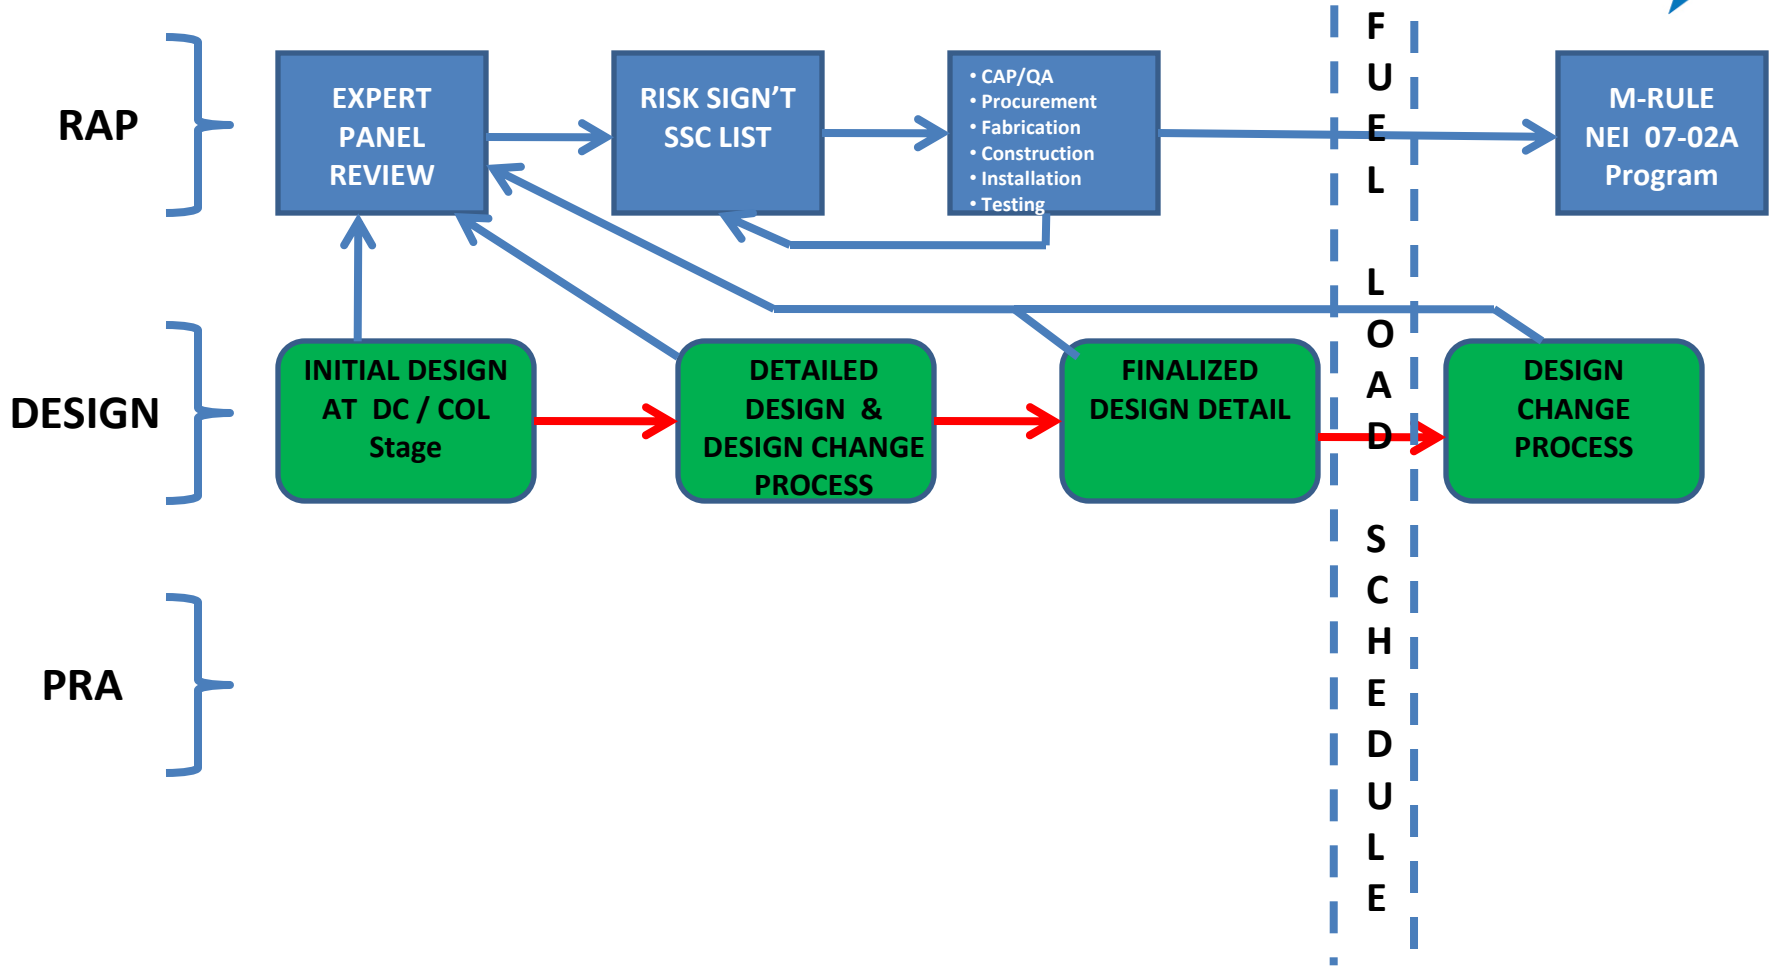 RAP
EXPERT
PANEL
REVIEW
RISK SIGN’T
SSC LIST
• CAP/QA
• Procurement
• Fabrication
• Construction
• Installation
• Testing
M-RULE
NEI 07-02A
Program
DESIGN
INITIAL DESIGN
AT DC / COL
Stage
DETAILED
DESIGN &
DESIGN CHANGE
PROCESS
FINALIZED
DESIGN DETAIL
DESIGN
CHANGE
PROCESS
PRA
F
U
E
L
L
O
A
D
S
C
H
E
D
U
L
E